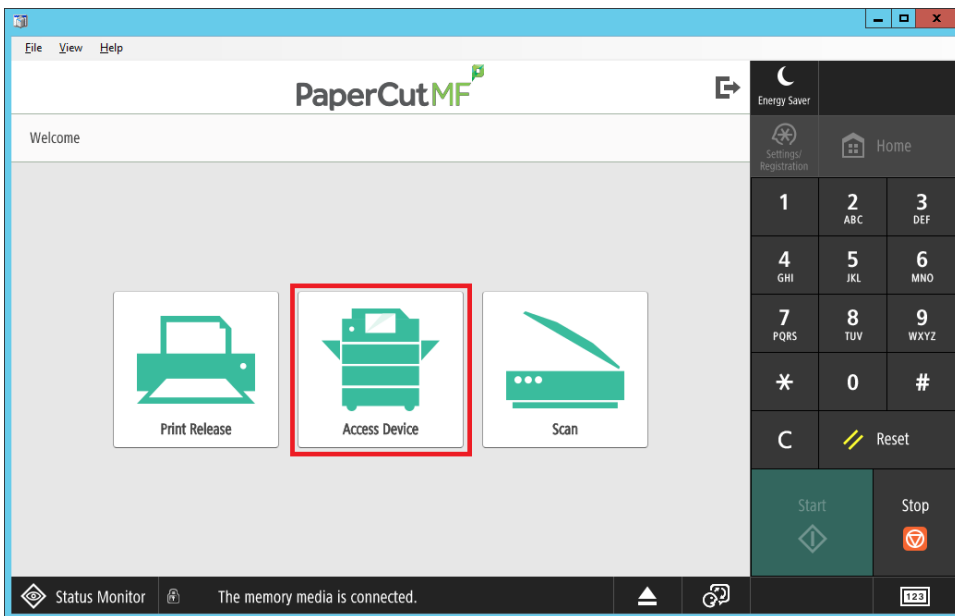 File View Help
PaperCutMF
Energy Saver
Welcome
Settings/
Registration
Home
1
2
ABC
3
DEF
4
GHI
5
JKL
6
MNO
7
PQRS
8
TUV
9
WXYZ
*
0
#
Print Release
Access Device
Scan
C
Reset
Start
Stop
Status Monitor
The memory media is connected.
123